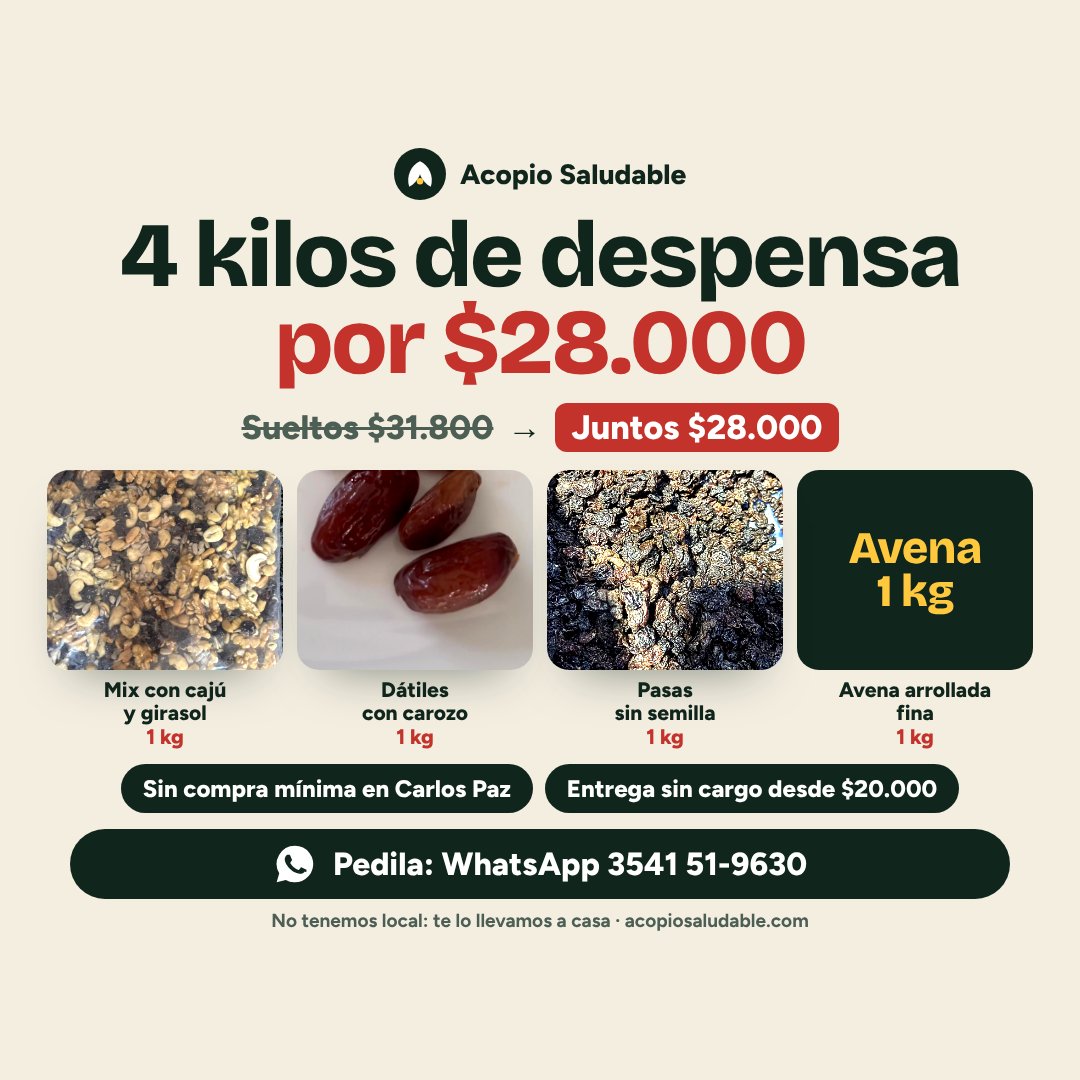 Acopio Saludable
4 kilos de despensa
por $28.000
Sueltos $31.800 → Juntos $28.000
Avena
1 kg
Mix con cajú
y girasol
1 kg
Dátiles
con carozo
1 kg
Pasas
sin semilla
1 kg
Avena arrollada
fina
1 kg
Sin compra mínima en Carlos Paz
Entrega sin cargo desde $20.000
Pedila: WhatsApp 3541 51-9630
No tenemos local: te lo llevamos a casa · acopiosaludable.com